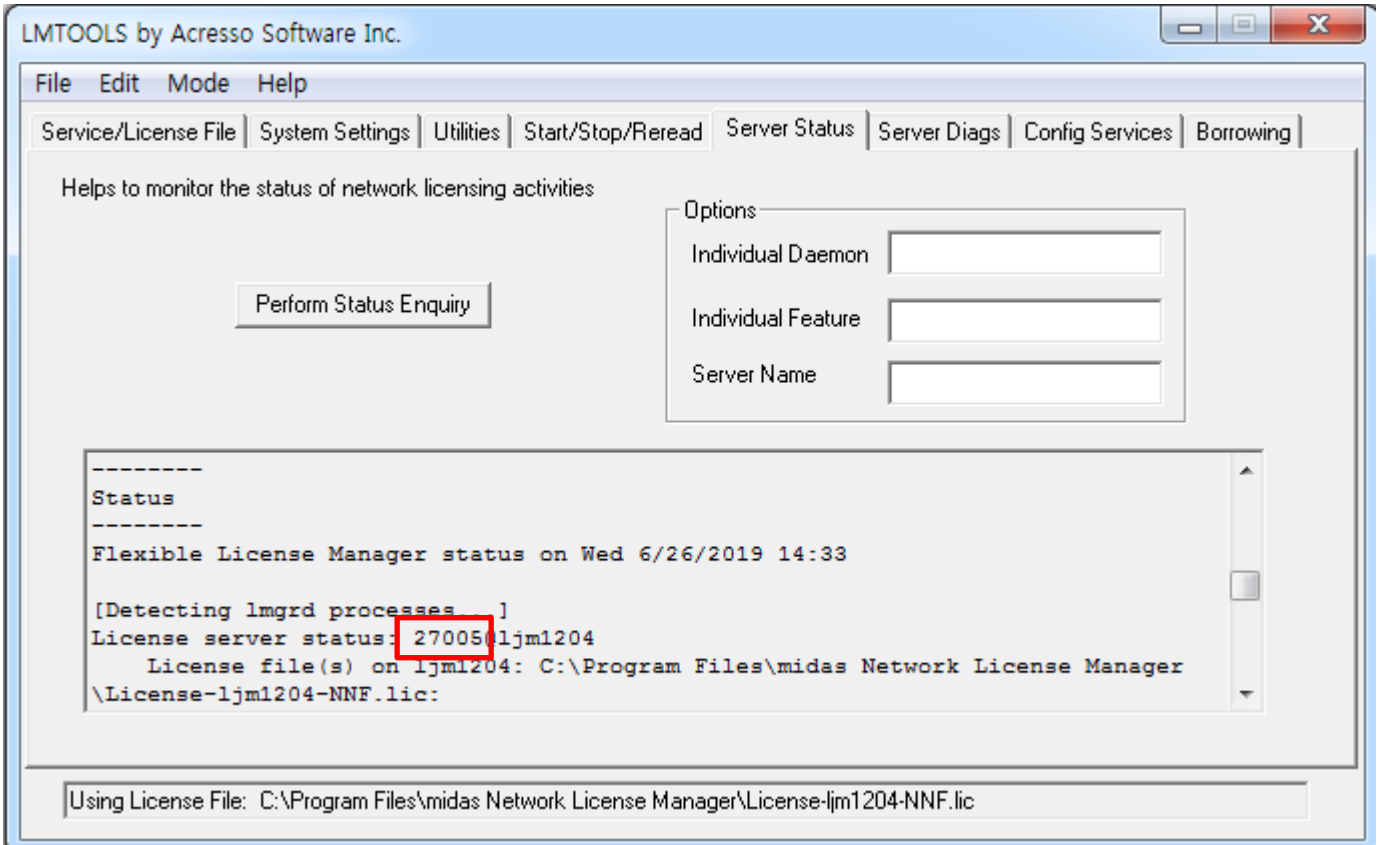 LMTOOLS by Acresso Software Inc.
File Edit Mode Help
Service/License File System Settings Utilities Start/Stop/Reread Server Status Server Diags Config Services Borrowing
Helps to monitor the status of network licensing activities
Options
Individual Daemon
Perform Status Enquiry
Individual Feature
Server Name
--------
Status
--------
Flexible License Manager status on Wed 6/26/2019 14:33
[Detecting lmgrd processes...]
License server status: 27005@ljm1204
License file(s) on ljm1204: C:\Program Files\midas Network License Manager
\License-ljm1204-NNF.lic:
Using License File: C:\Program Files\midas Network License Manager\License-ljm1204-NNF.lic